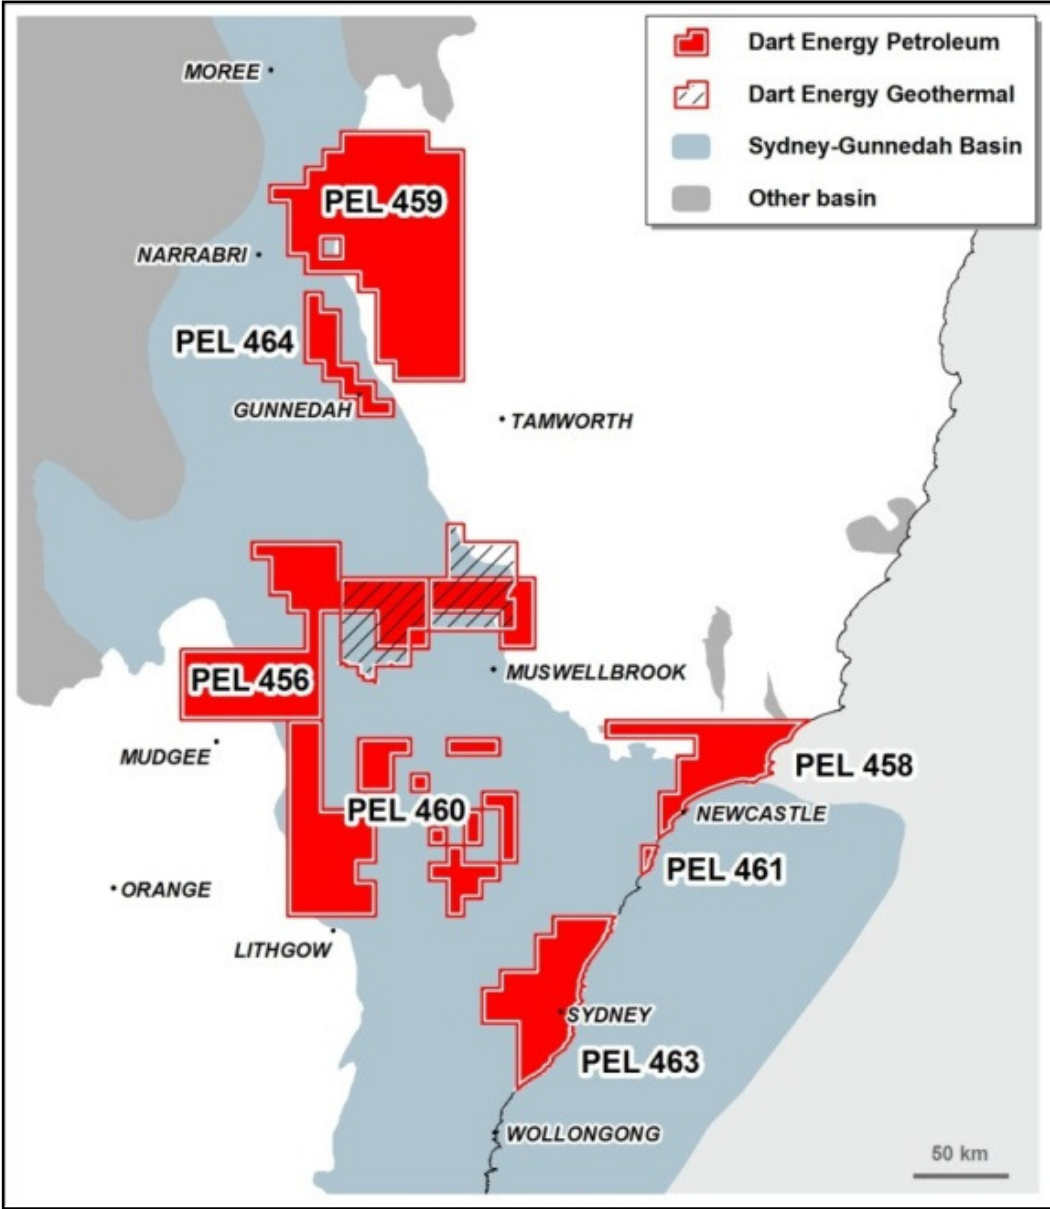 Dart Energy Petroleum
Dart Energy Geothermal
Sydney-Gunnedah Basin
Other basin
MOREE
PEL 459
NARRABRI
PEL 464
GUNNEDAH
TAMWORTH
MUSWELLBROOK
PEL 456
MUDGEE
PEL 458
PEL 460
NEWCASTLE
PEL 461
ORANGE
LITHGOW
SYDNEY
PEL 463
WOLLONGONG
50 km